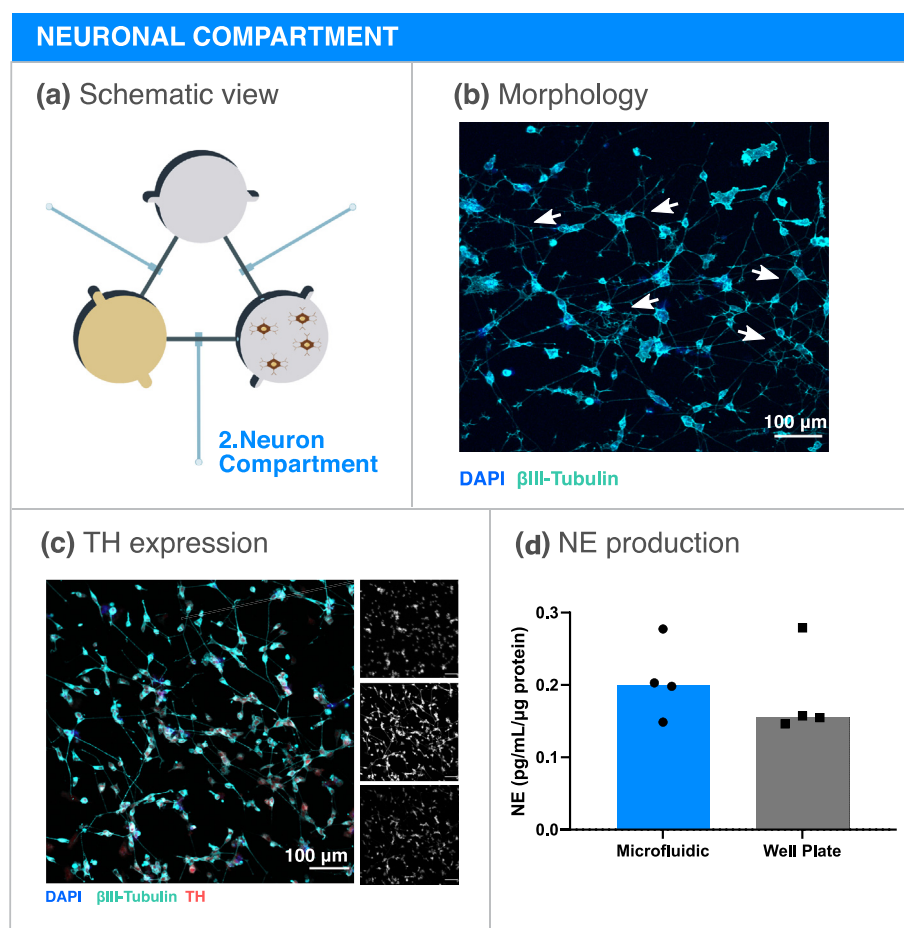 NEURONAL COMPARTMENT
(a) Schematic view
2.Neuron
Compartment
(b) Morphology
100 µm
DAPI βIII-Tubulin
(c) TH expression
100 µm
DAPI βIII-Tubulin TH
(d) NE production
NE (pg/mL/µg protein)
0.3
0.2
0.1
0.0
Microfluidic Well Plate